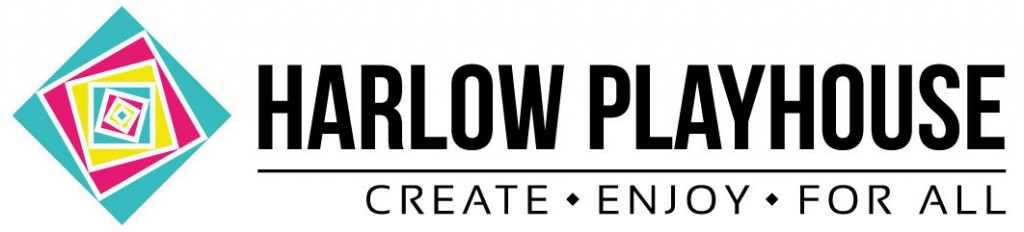 HARLOW PLAYHOUSE
CREATE ◆ ENJOY ◆ FOR ALL